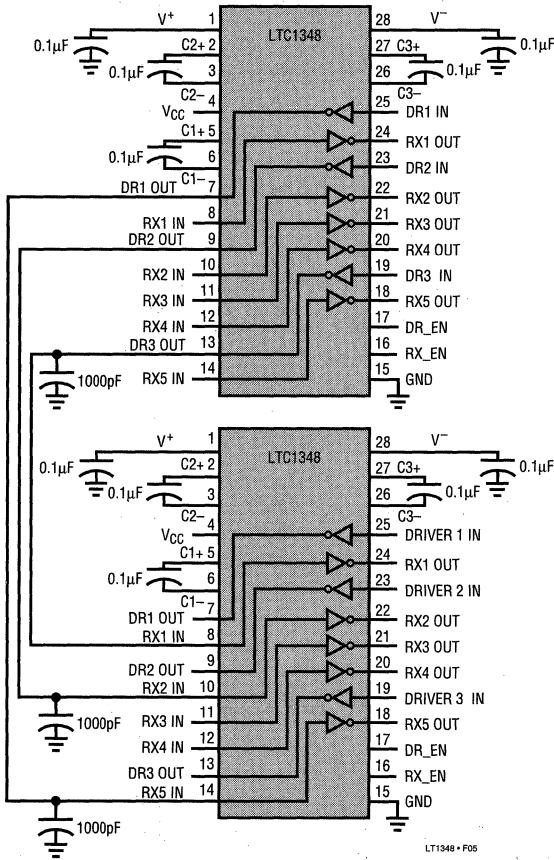 V+ 1 LTC1348 28 V−
0.1µF 0.1µF
C2+ 2 27 C3+
0.1µF 0.1µF
3 26
C2− C3−
VCC 4 25 DR1 IN
C1+ 5 24 RX1 OUT
0.1µF
6 23 DR2 IN
C1−
DR1 OUT 7 22 RX2 OUT
RX1 IN 8 21 RX3 OUT
DR2 OUT 9 20 RX4 OUT
RX2 IN 10 19 DR3 IN
RX3 IN 11 18 RX5 OUT
RX4 IN 12 17 DR_EN
DR3 OUT 13 16 RX_EN
RX5 IN 14 15 GND
1000pF
V+ 1 LTC1348 28 V−
0.1µF 0.1µF
C2+ 2 27 C3+
0.1µF 0.1µF
3 26
C2− C3−
VCC 4 25 DRIVER 1 IN
C1+ 5 24 RX1 OUT
0.1µF
6 23 DRIVER 2 IN
C1−
DR1 OUT 7 22 RX2 OUT
RX1 IN 8 21 RX3 OUT
DR2 OUT 9 20 RX4 OUT
RX2 IN 10 19 DRIVER 3 IN
RX3 IN 11 18 RX5 OUT
1000pF
RX4 IN 12 17 DR_EN
DR3 OUT 13 16 RX_EN
RX5 IN 14 15 GND
1000pF
LT1348 • F05